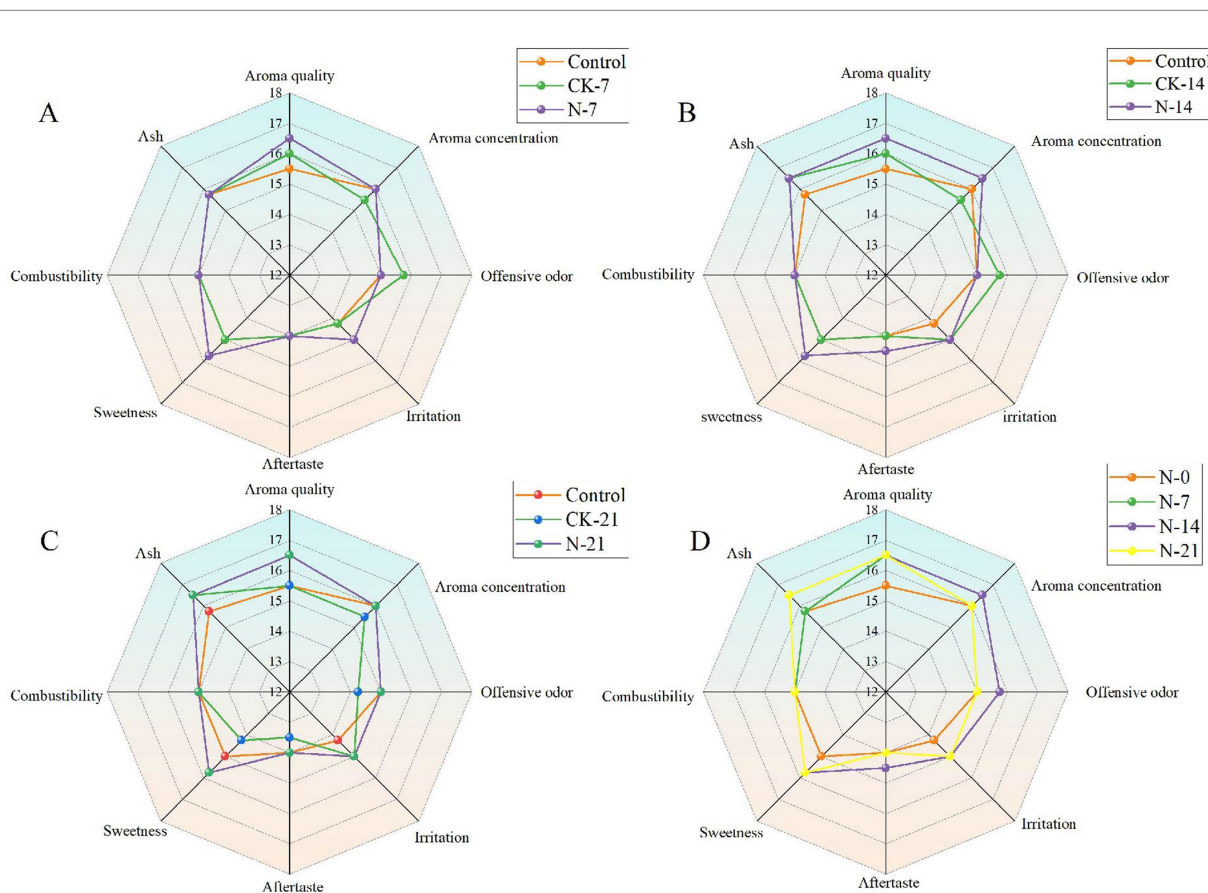 A
Aroma quality
Control
CK-7
N-7
18
17
16
15
14
13
12
Ash
Aroma concentration
Combustibility
Offensive odor
Sweetness
Irritation
Aftertaste
B
Aroma quality
Control
CK-14
N-14
18
17
16
15
14
13
12
Ash
Aroma concentration
Combustibility
Offensive odor
sweetness
irritation
Afertaste
C
Aroma quality
Control
CK-21
N-21
18
17
16
15
14
13
12
Ash
Aroma concentration
Combustibility
Offensive odor
Sweetness
Irritation
Aftertaste
D
Aroma quality
N-0
N-7
N-14
N-21
18
17
16
15
14
13
12
Ash
Aroma concentration
Combustibility
Offensive odor
Sweetness
Irritation
Aftertaste